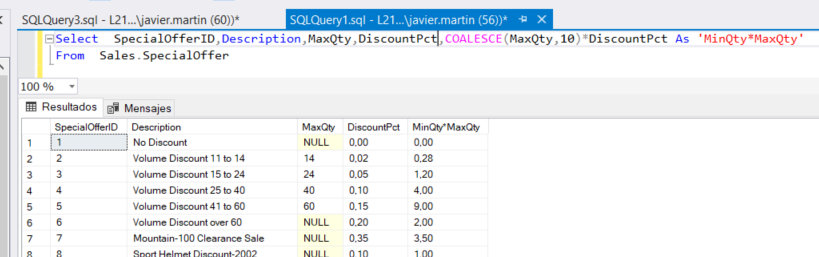 SQLQuery3.sql - L21...\javier.martin (60))*
SQLQuery1.sql - L21...\javier.martin (56))*
Select SpecialOfferID,Description,MaxQty,DiscountPct,COALESCE(MaxQty,10)*DiscountPct As 'MinQty*MaxQty'
From Sales.SpecialOffer
100 %
Resultados Mensajes
SpecialOfferID Description MaxQty DiscountPct MinQty*MaxQty
1 1 No Discount NULL 0,00 0,00
2 2 Volume Discount 11 to 14 14 0,02 0,28
3 3 Volume Discount 15 to 24 24 0,05 1,20
4 4 Volume Discount 25 to 40 40 0,10 4,00
5 5 Volume Discount 41 to 60 60 0,15 9,00
6 6 Volume Discount over 60 NULL 0,20 2,00
7 7 Mountain-100 Clearance Sale NULL 0,35 3,50
8 8 Sport Helmet Discount-2002 NULL 0,10 1,00